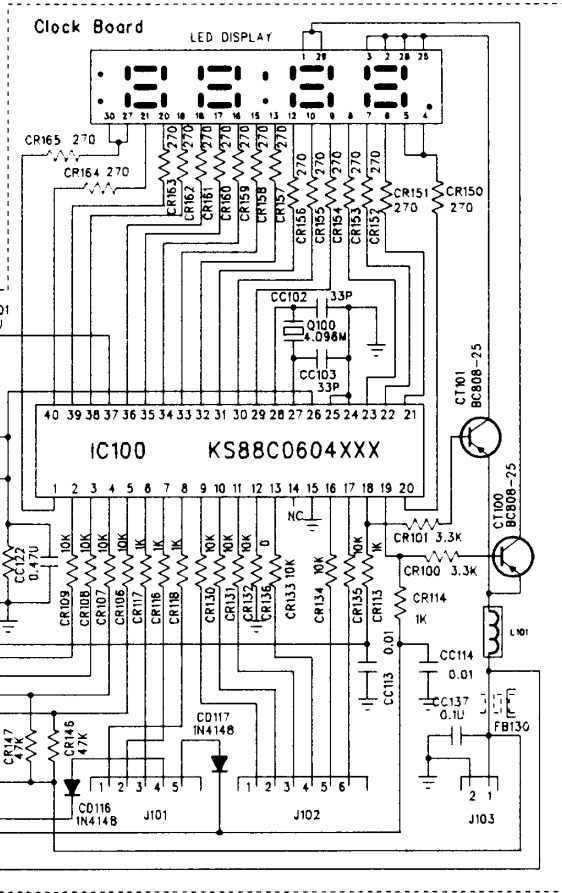 Clock Board
LED DISPLAY
1 29
3 2 28 26
30 27 21 20 18 18 17 16 15 13 12 10 9 8 7 6 5 4
CR165 270
CR164 270
270 270 270 270 270 270 270 270 270 270 270 270
CR163 CR162 CR161 CR160 CR159 CR158 CR157 CR156 CR155 CR154 CR153 CR152
CR151 270
CR150 270
CC102 33P
Q100
4.096M
CC103
33P
CT101
BC808-25
CT100
BC808-25
40 39 38 37 36 35 34 33 32 31 30 29 28 27 26 25 24 23 22 21
IC100 KS88C0604XXX
1 2 3 4 5 6 7 8 9 10 11 12 13 14 15 16 17 18 19 20
NC
CR101 3.3K
CR100 3.3K
CC122
0.47U
10K 10K 10K 10K 1K 1K 1K 10K 10K 10K 0 10K 10K 10K 1K
CR109 CR108 CR107 CR106 CR117 CR116 CR118 CR130 CR131 CR132 CR136 CR133 CR134 CR135 CR113
CR114
1K
L101
0.01
CC113
CC114
0.01
CC137
0.1U
FB130
CR147
47K
CR146
47K
CD117
1N4148
CD116
1N4148
1 2 3 4 5
J101
1 2 3 4 5 6
J102
2 1
J103